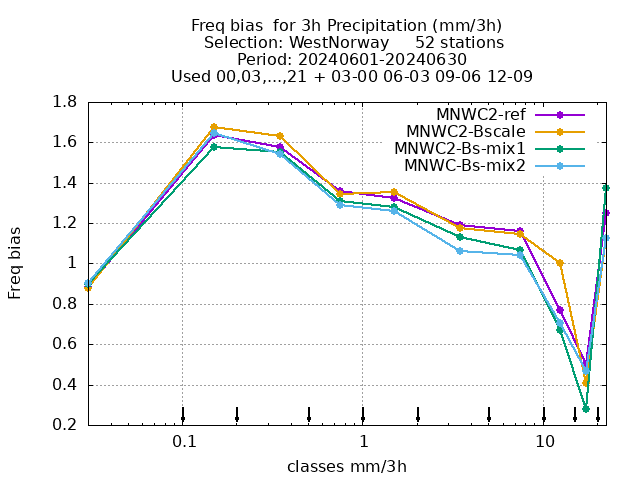 Freq bias  for 3h Precipitation (mm/3h)
Selection: WestNorway     52 stations
Period: 20240601-20240630
Used 00,03,...,21 + 03-00 06-03 09-06 12-09
MNWC2-ref
MNWC2-Bscale
MNWC2-Bs-mix1
MNWC-Bs-mix2
Freq bias
1.8
1.6
1.4
1.2
1
0.8
0.6
0.4
0.2
0.1
1
10
classes mm/3h